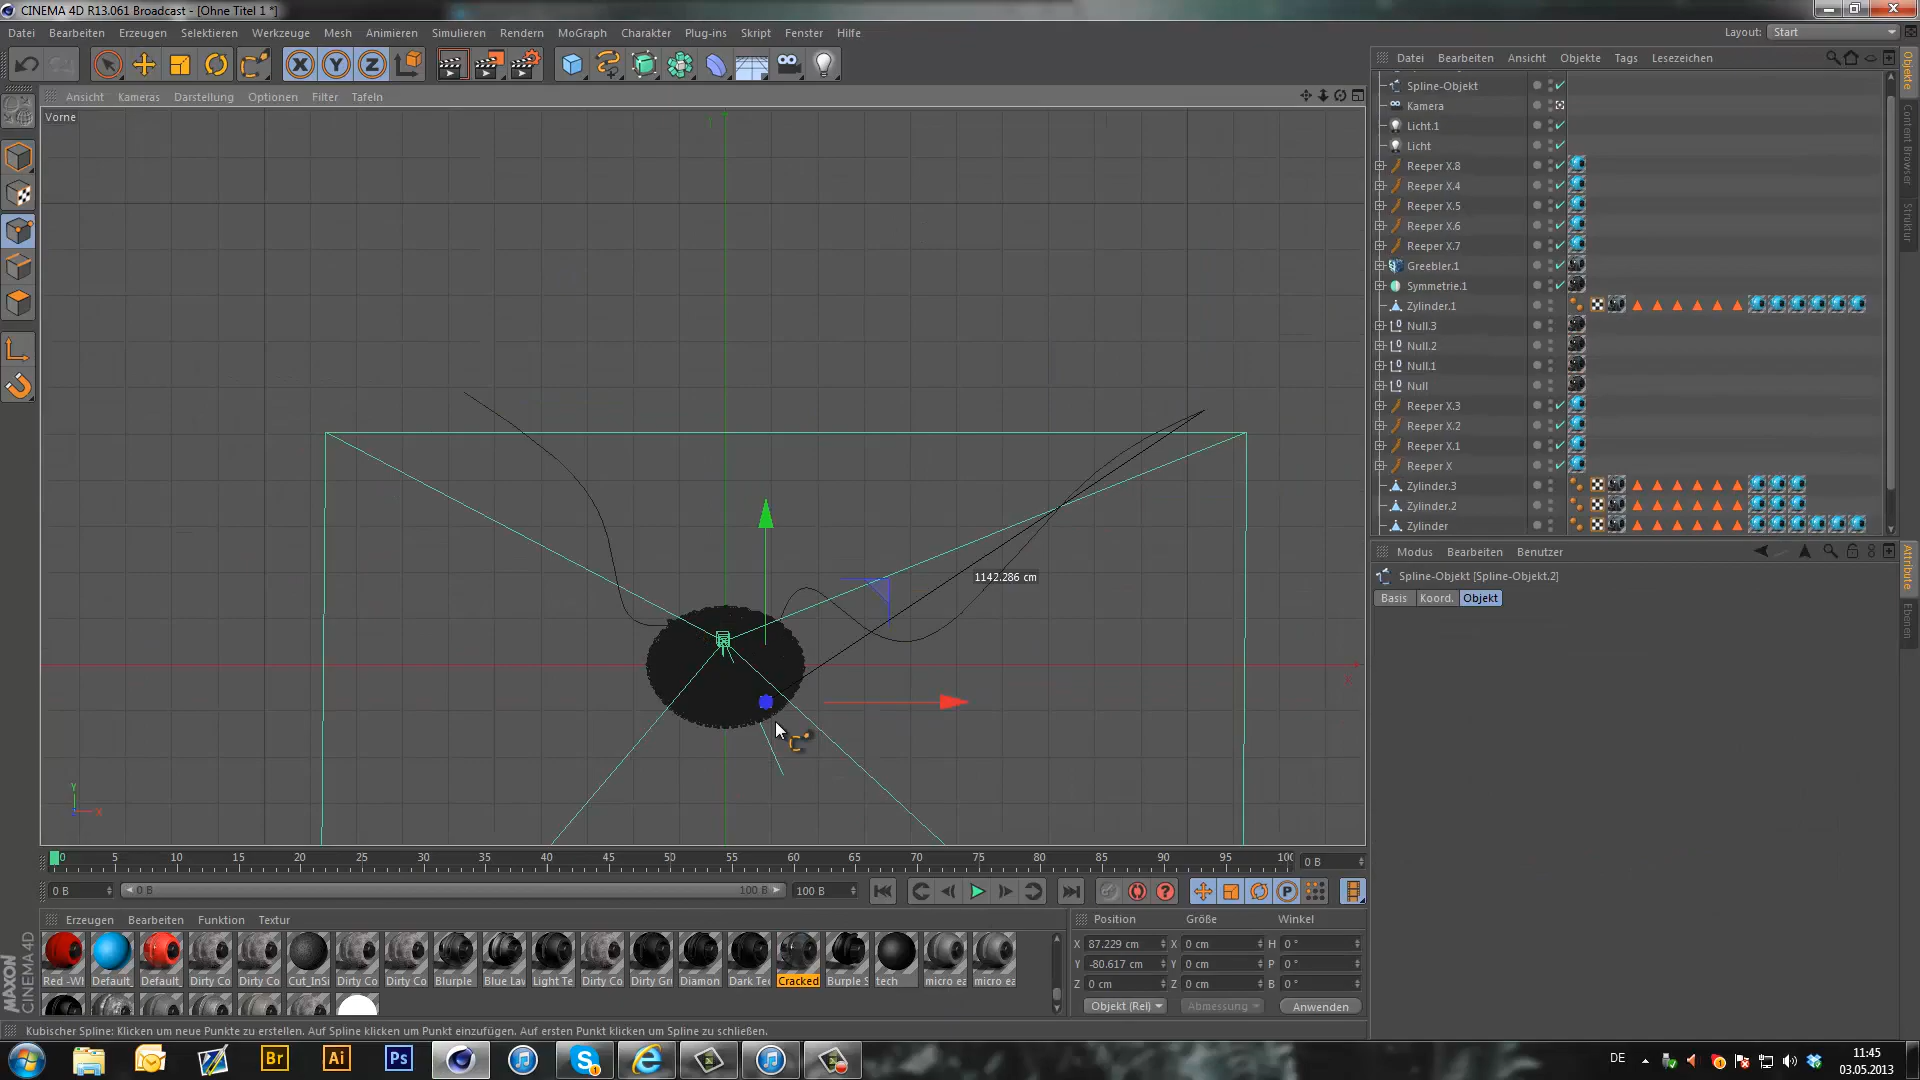 CINEMA 4D R13.061 Broadcast - [Ohne Titel 1 *]
Datei Bearbeiten Erzeugen Selektieren Werkzeuge Mesh Animieren Simulieren Rendern MoGraph Charakter Plug-ins Skript Fenster Hilfe
Layout: Start
X Y Z
Datei Bearbeiten Ansicht Objekte Tags Lesezeichen
Ansicht Kameras Darstellung Optionen Filter Tafeln
Vorne
Spline-Objekt
Kamera
Licht.1
Licht
Reeper X.8
Reeper X.4
Reeper X.5
Reeper X.6
Reeper X.7
Greebler.1
Symmetrie.1
Zylinder.1
Null.3
Null.2
Null.1
Null
Reeper X.3
Reeper X.2
Reeper X.1
Reeper X
Zylinder.3
Zylinder.2
Zylinder
Objekte
Content Browser
Struktur
Modus Bearbeiten Benutzer
Spline-Objekt [Spline-Objekt.2]
Basis Koord. Objekt
Attribute
Ebenen
1142.286 cm
Y
X
0 5 10 15 20 25 30 35 40 45 50 55 60 65 70 75 80 85 90 95 100
0 B
0 B 0 B 100 B 100 B
Erzeugen Bearbeiten Funktion Textur
Red -Wi Default_ Default_ Dirty Co Dirty Co Cut_InSi Dirty Co Dirty Co Blurple Blue Lav Light Te Dirty Co Dirty Gr Diamon Dark Tec Cracked Burple S tech micro ea micro ea
Position Größe Winkel
X 87.229 cm X 0 cm H 0 °
Y -80.617 cm Y 0 cm P 0 °
Z 0 cm Z 0 cm B 0 °
Objekt (Rel) Abmessung Anwenden
MAXON
CINEMA 4D
Kubischer Spline: Klicken um neue Punkte zu erstellen. Auf Spline klicken um Punkt einzufügen. Auf ersten Punkt klicken um Spline zu schließen.
Br Ai Ps
DE
11:45
03.05.2013